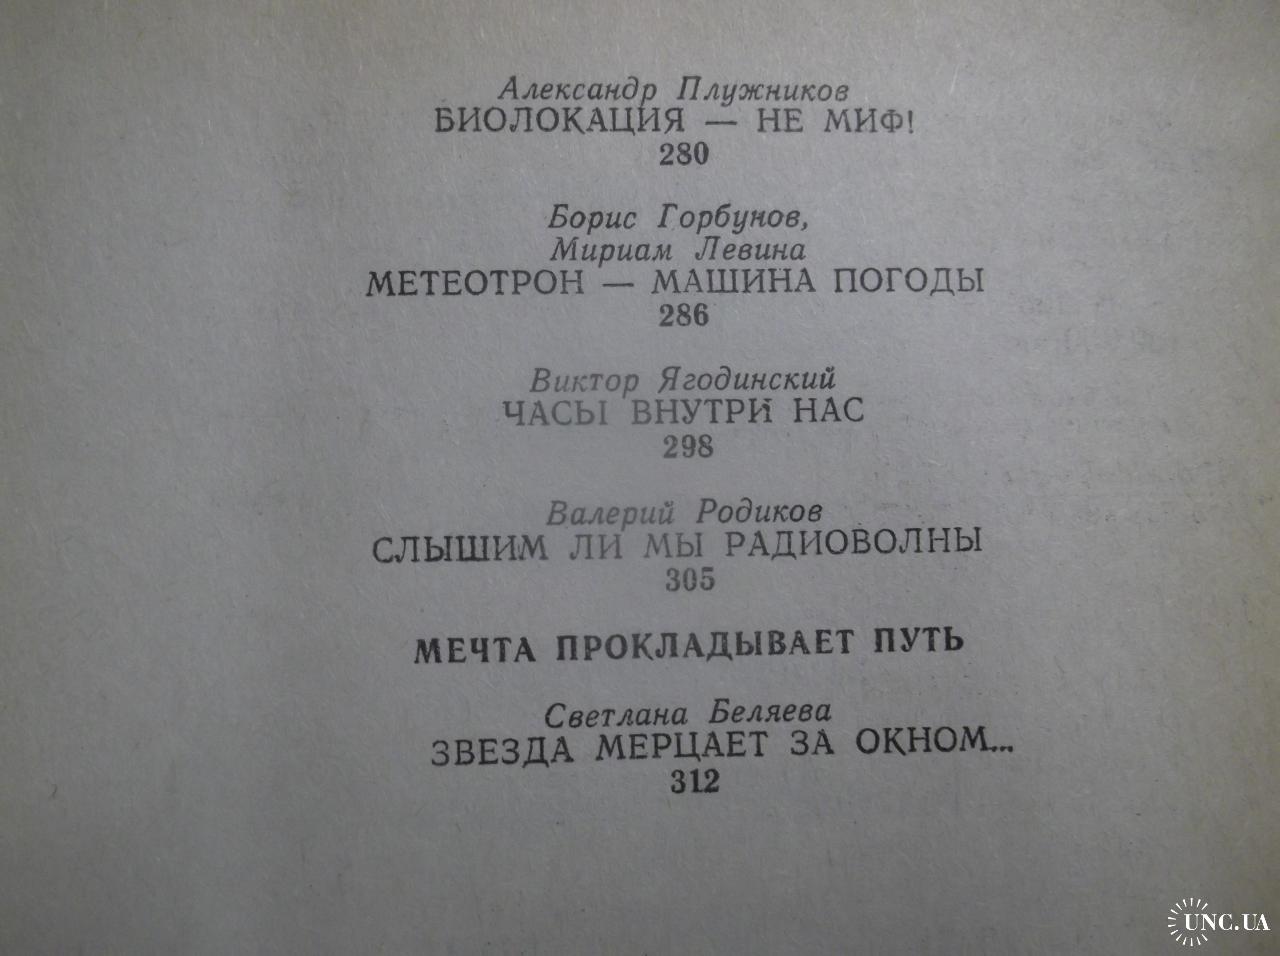 Александр Плужников
БИОЛОКАЦИЯ — НЕ МИФ!
280
Борис Горбунов,
Мириам Левина
МЕТЕОТРОН — МАШИНА ПОГОДЫ
286
Виктор Ягодинский
ЧАСЫ ВНУТРИ НАС
298
Валерий Родиков
СЛЫШИМ ЛИ МЫ РАДИОВОЛНЫ
305
МЕЧТА ПРОКЛАДЫВАЕТ ПУТЬ
Светлана Беляева
ЗВЕЗДА МЕРЦАЕТ ЗА ОКНОМ...
312
UNC.UA